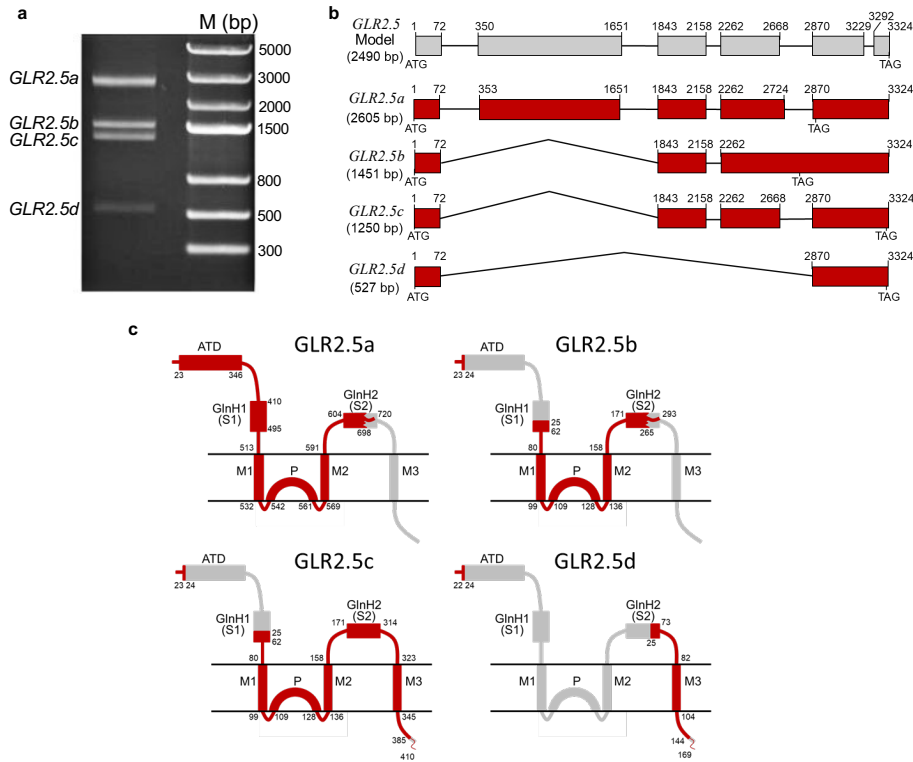 a
M (bp)
5000
3000
2000
1500
800
500
300
GLR2.5a
GLR2.5b
GLR2.5c
GLR2.5d
b
GLR2.5
Model
(2490 bp)
1 72 350 1651 1843 2158 2262 2668 2870 3229 3292 3324
ATG TAG
GLR2.5a
(2605 bp)
1 72 353 1651 1843 2158 2262 2724 2870 3324
ATG TAG
GLR2.5b
(1451 bp)
1 72 1843 2158 2262 3324
ATG TAG
GLR2.5c
(1250 bp)
1 72 1843 2158 2262 2668 2870 3324
ATG TAG
GLR2.5d
(527 bp)
1 72 2870 3324
ATG TAG
c
GLR2.5a
ATD
23 346
GlnH1
(S1)
410
495
GlnH2
(S2)
604 720
698
513 591
M1 P M2 M3
532 542 561 569
GLR2.5b
ATD
23 24
GlnH1
(S1)
25
62
GlnH2
(S2)
171 293
265
80 158
M1 P M2 M3
99 109 128 136
GLR2.5c
ATD
23 24
GlnH1
(S1)
25
62
GlnH2
(S2)
171 314
80 158 323
M1 P M2 M3
99 109 128 136 345
385
410
GLR2.5d
ATD
22 24
GlnH1
(S1)
GlnH2
(S2)
73
25
82
M1 P M2 M3
104
144
169